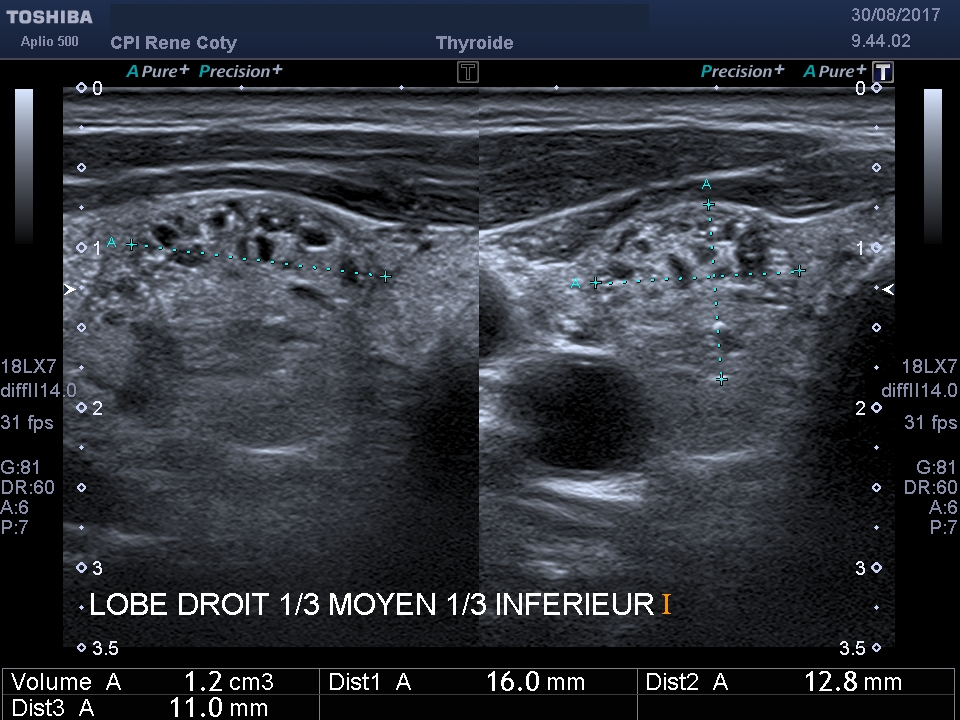 TOSHIBA
Aplio 500
CPI Rene Coty
Thyroide
30/08/2017
9.44.02
A Pure+ Precision+
T
Precision+ A Pure+
T
0
1
2
3
3.5
0
1
2
3
3.5
A
A
A
18LX7
diffII14.0
31 fps
G:81
DR:60
A:6
P:7
18LX7
diffII14.0
31 fps
G:81
DR:60
A:6
P:7
LOBE DROIT 1/3 MOYEN 1/3 INFERIEUR
Volume A 1.2 cm3
Dist1 A 16.0 mm
Dist2 A 12.8 mm
Dist3 A 11.0 mm